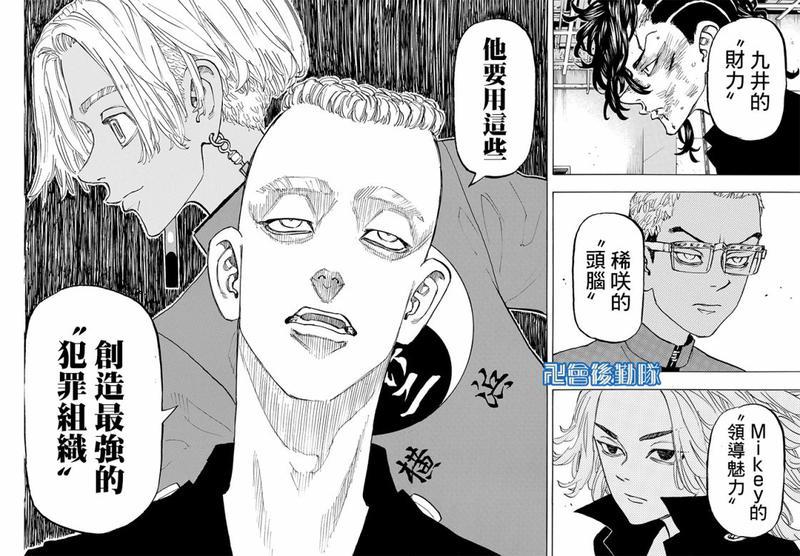 九井的
〝財力〞
稀咲的
〝頭腦〞
卍會後勤隊
Mikey的
〝領導魅力〞
他要用這些
創造最強的
〝犯罪組織〞
横
浜